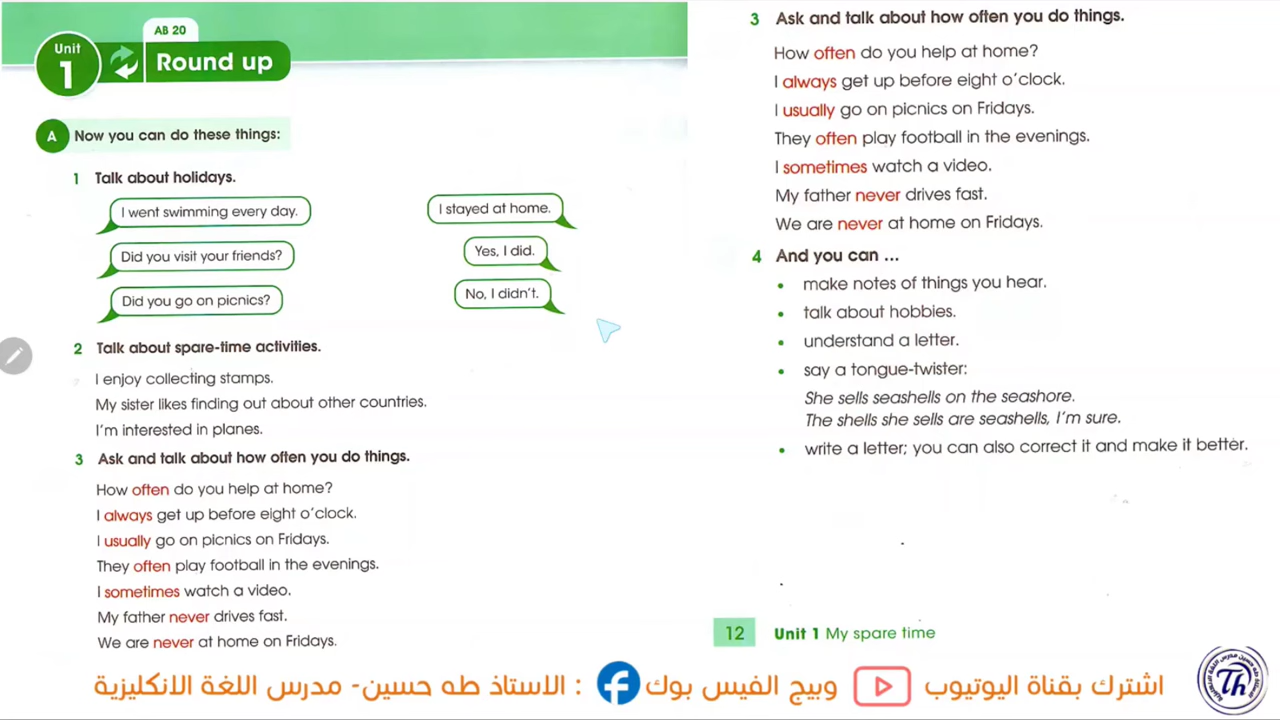 AB 20
Unit
1
Round up
A Now you can do these things:
1 Talk about holidays.
I went swimming every day.
I stayed at home.
Did you visit your friends?
Yes, I did.
Did you go on picnics?
No, I didn't.
2 Talk about spare-time activities.
I enjoy collecting stamps.
My sister likes finding out about other countries.
I'm interested in planes.
3 Ask and talk about how often you do things.
How often do you help at home?
I always get up before eight o'clock.
I usually go on picnics on Fridays.
They often play football in the evenings.
I sometimes watch a video.
My father never drives fast.
We are never at home on Fridays.
3 Ask and talk about how often you do things.
How often do you help at home?
I always get up before eight o'clock.
I usually go on picnics on Fridays.
They often play football in the evenings.
I sometimes watch a video.
My father never drives fast.
We are never at home on Fridays.
4 And you can ...
• make notes of things you hear.
• talk about hobbies.
• understand a letter.
• say a tongue-twister:
She sells seashells on the seashore.
The shells she sells are seashells, I'm sure.
• write a letter; you can also correct it and make it better.
12 Unit 1 My spare time
اشترك بقناة اليوتيوب وبيج الفيس بوك : الاستاذ طه حسين- مدرس اللغة الانكليزية
Th